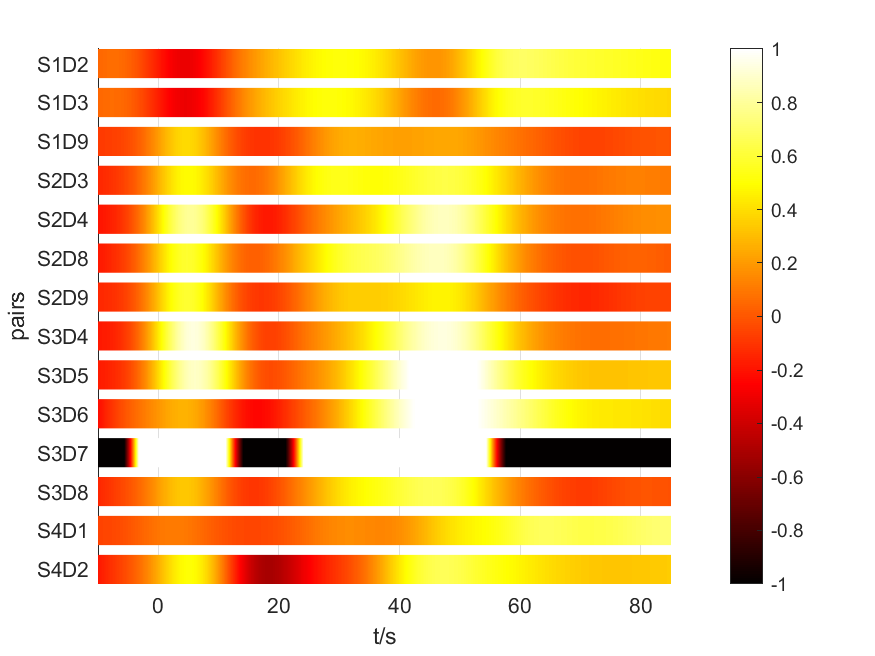 S1D2
S1D3
S1D9
S2D3
S2D4
S2D8
S2D9
S3D4
S3D5
S3D6
S3D7
S3D8
S4D1
S4D2
pairs
0 20 40 60 80
t/s
1
0.8
0.6
0.4
0.2
0
-0.2
-0.4
-0.6
-0.8
-1